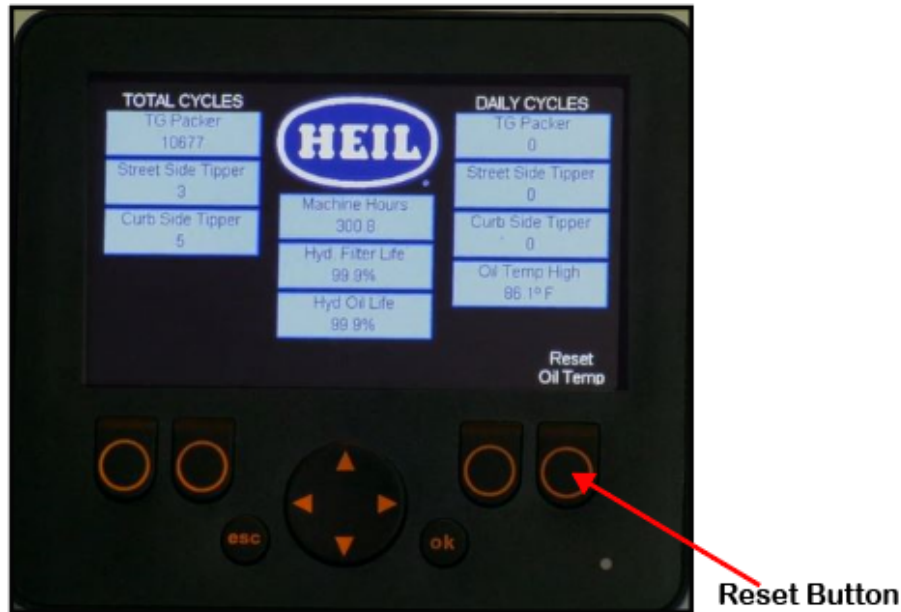 TOTAL CYCLES
TG Packer
10677
Street Side Tipper
3
Curb Side Tipper
5
HEIL
Machine Hours
300.8
Hyd. Filter Life
99.9%
Hyd Oil Life
99.9%
DAILY CYCLES
TG Packer
0
Street Side Tipper
0
Curb Side Tipper
0
Oil Temp High
86.1º F
Reset
Oil Temp
esc
ok
Reset Button